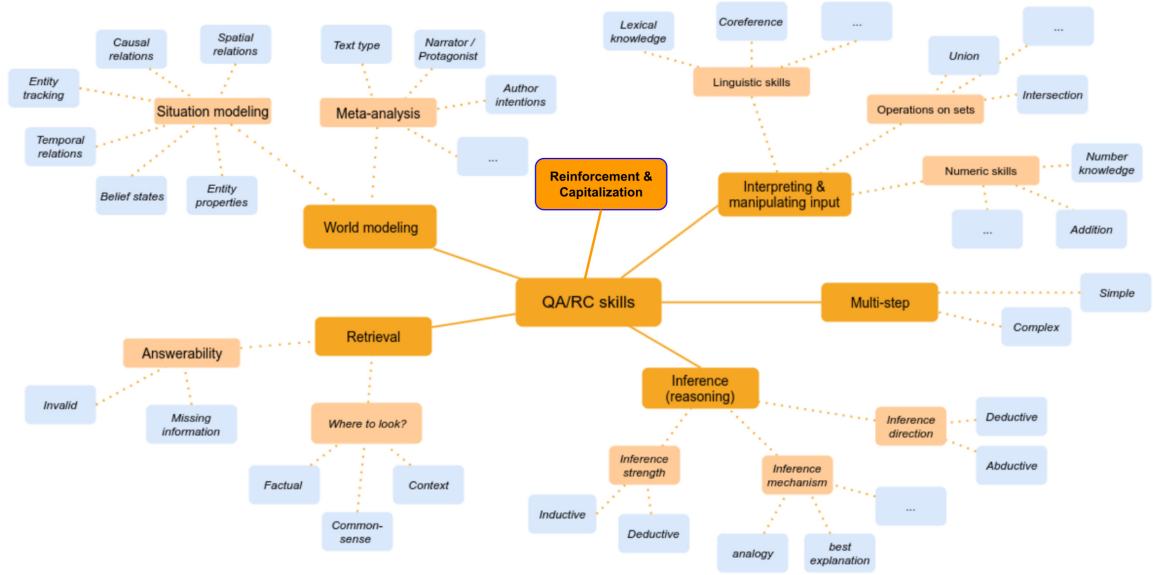 Causal
relations
Spatial
relations
Entity
tracking
Situation modeling
Temporal
relations
Belief states
Entity
properties
Text type
Narrator /
Protagonist
Author
intentions
Meta-analysis
...
World modeling
Reinforcement &
Capitalization
Lexical
knowledge
Coreference
...
Linguistic skills
Union
...
Intersection
Operations on sets
Interpreting &
manipulating input
Numeric skills
Number
knowledge
...
Addition
QA/RC skills
Multi-step
Simple
Complex
Retrieval
Answerability
Invalid
Missing
information
Where to look?
Factual
Common-
sense
Context
Inference
(reasoning)
Inference
strength
Inductive
Deductive
Inference
mechanism
analogy
best
explanation
...
Inference
direction
Deductive
Abductive